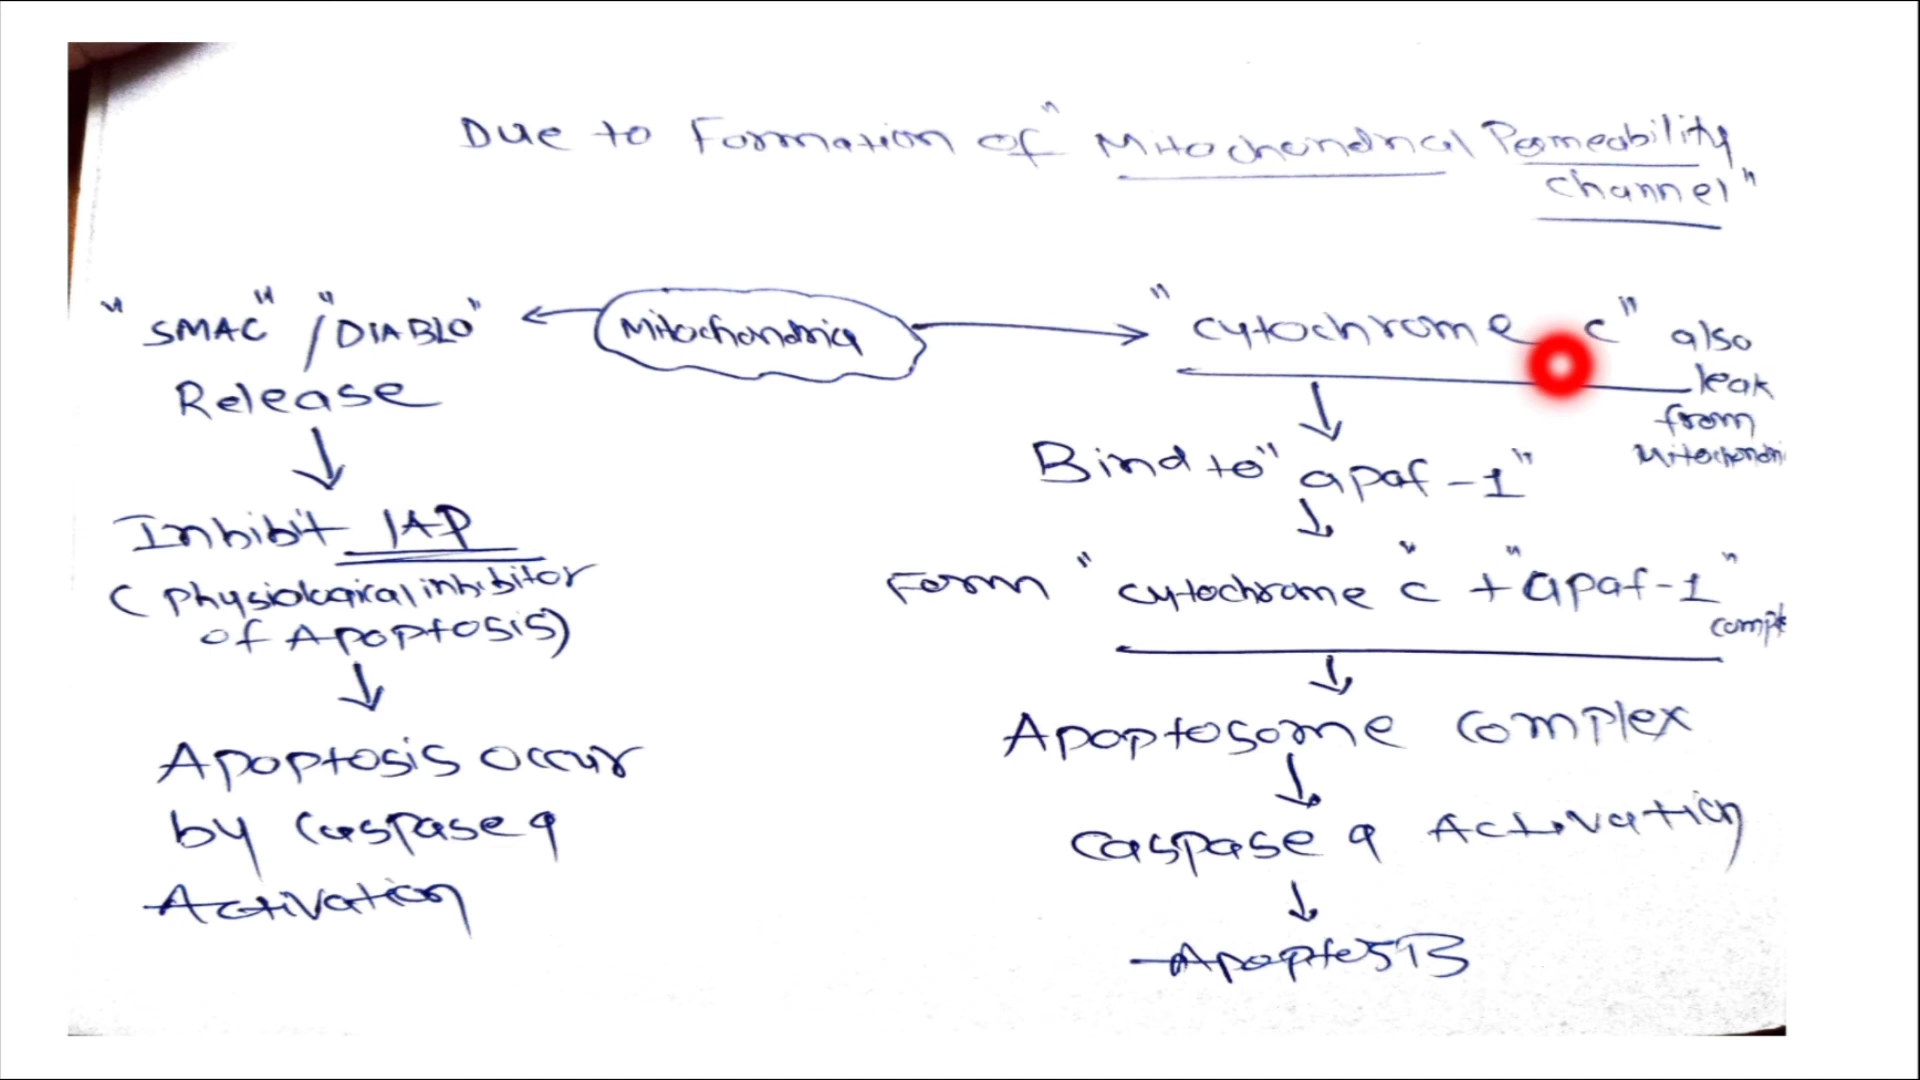 Due to Formation of "Mitochondrial Permeability
channel"
"SMAC" / "DIABLO"
Release
Inhibit IAP
( Physiological inhibitor
of Apoptosis)
Apoptosis occur
by Caspase 9
Activation
Mitochondria
"cytochrome c" also
leak
from
Mitochondri
Bind to "apaf-1"
Form "cytochrome c" + "apaf-1"
comple
Apoptosome complex
Caspase 9 Activation
Apoptosis